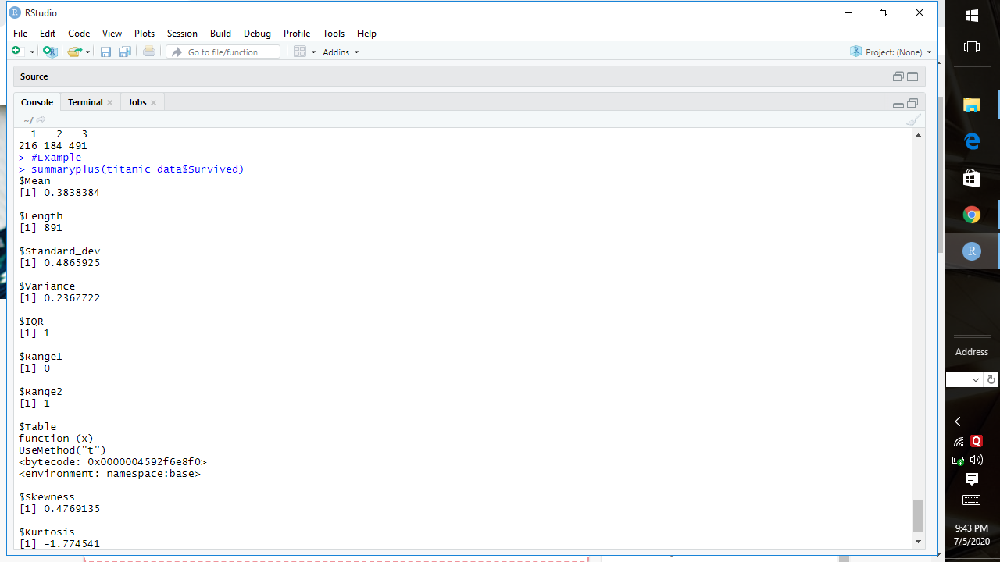 RStudio
File Edit Code View Plots Session Build Debug Profile Tools Help
Go to file/function Addins Project: (None)
Source
Console Terminal Jobs
~/
1 2 3
216 184 491
> #Example-
> summaryplus(titanic_data$Survived)
$Mean
[1] 0.3838384
$Length
[1] 891
$Standard_dev
[1] 0.4865925
$Variance
[1] 0.2367722
$IQR
[1] 1
$Range1
[1] 0
$Range2
[1] 1
$Table
function (x)
UseMethod("t")
<bytecode: 0x0000004592f6e8f0>
<environment: namespace:base>
$Skewness
[1] 0.4769135
$Kurtosis
[1] -1.774541
Address
9:43 PM
7/5/2020